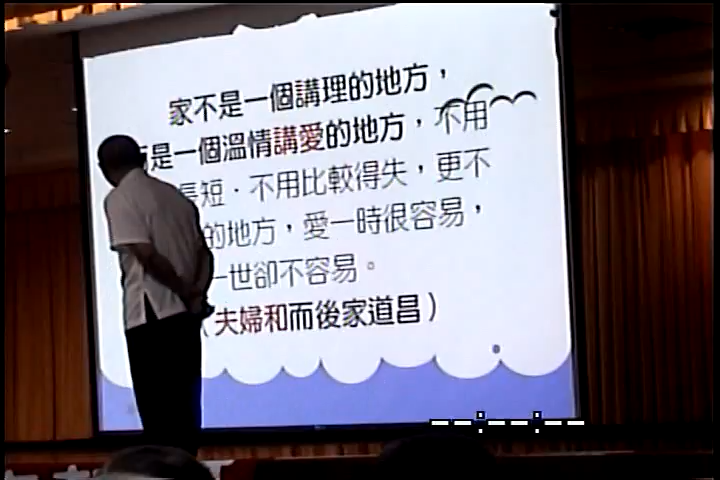 家不是一個講理的地方，
是一個溫情講愛的地方，不用
長短．不用比較得失，更不
的地方，愛一時很容易，
一世卻不容易。
（夫婦和而後家道昌）
--:--:--